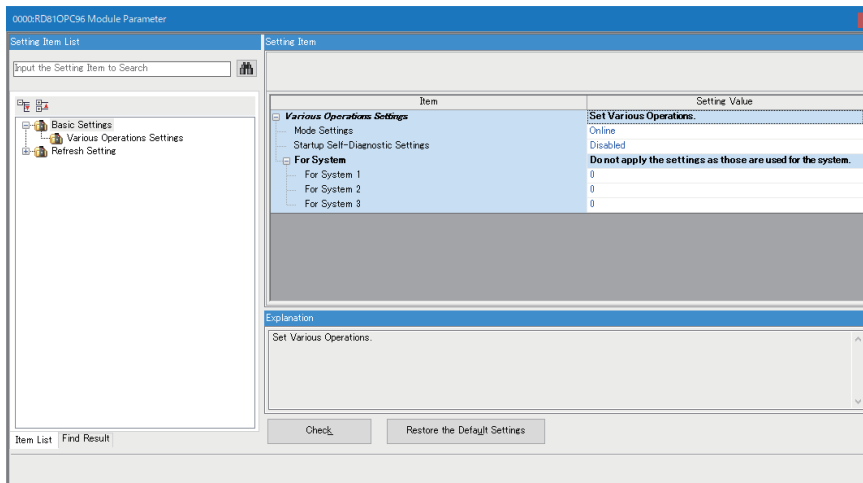 0000:RD81OPC96 Module Parameter
Setting Item List
Input the Setting Item to Search
Basic Settings
Various Operations Settings
Refresh Setting
Item List
Find Result
Setting Item
Item Setting Value
Various Operations Settings Set Various Operations.
Mode Settings Online
Startup Self-Diagnostic Settings Disabled
For System Do not apply the settings as those are used for the system.
For System 1 0
For System 2 0
For System 3 0
Explanation
Set Various Operations.
Check
Restore the Default Settings